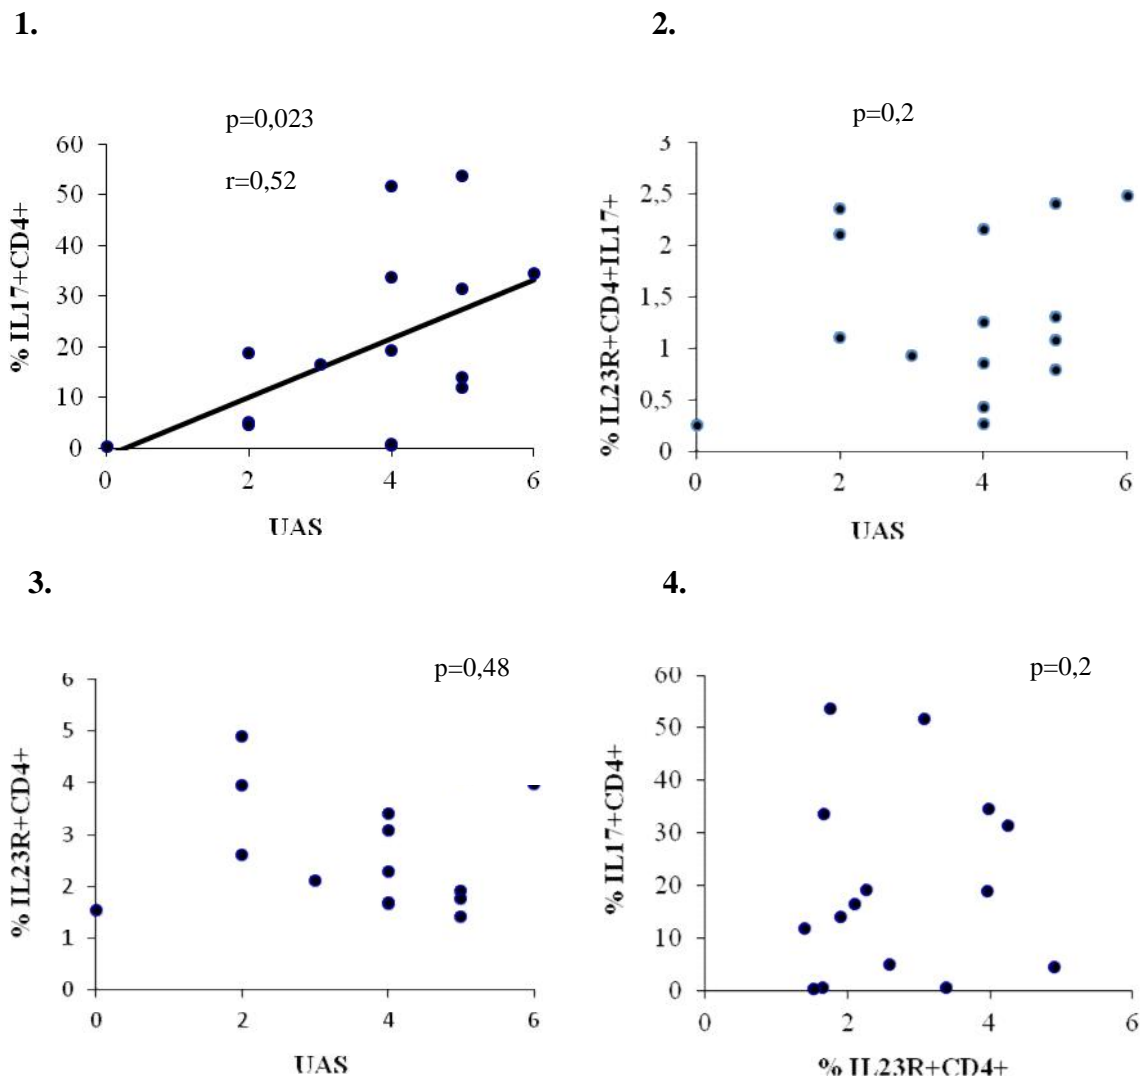 1.
p=0,023
r=0,52
60
50
40
30
20
10
0
% IL17+CD4+
0 2 4 6
UAS
2.
p=0,2
3
2,5
2
1,5
1
0,5
0
% IL23R+CD4+IL17+
0 2 4 6
UAS
3.
p=0,48
6
5
4
3
2
1
0
% IL23R+CD4+
0 2 4 6
UAS
4.
p=0,2
60
50
40
30
20
10
0
% IL17+CD4+
0 2 4 6
% IL23R+CD4+